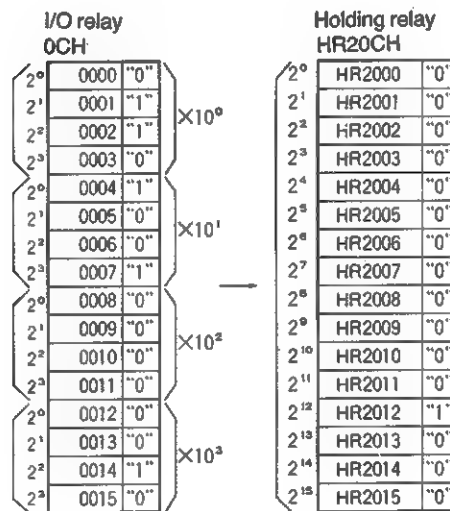 I/O relay
0CH
2⁰ 0000 "0"
2¹ 0001 "1"
2² 0002 "1"
2³ 0003 "0"
×10⁰
2⁰ 0004 "1"
2¹ 0005 "0"
2² 0006 "0"
2³ 0007 "1"
×10¹
2⁰ 0008 "0"
2¹ 0009 "0"
2² 0010 "0"
2³ 0011 "0"
×10²
2⁰ 0012 "0"
2¹ 0013 "0"
2² 0014 "1"
2³ 0015 "0"
×10³
Holding relay
HR20CH
2⁰ HR2000 "0"
2¹ HR2001 "0"
2² HR2002 "0"
2³ HR2003 "0"
2⁴ HR2004 "0"
2⁵ HR2005 "0"
2⁶ HR2006 "0"
2⁷ HR2007 "0"
2⁸ HR2008 "0"
2⁹ HR2009 "0"
2¹⁰ HR2010 "0"
2¹¹ HR2011 "0"
2¹² HR2012 "1"
2¹³ HR2013 "0"
2¹⁴ HR2014 "0"
2¹⁵ HR2015 "0"